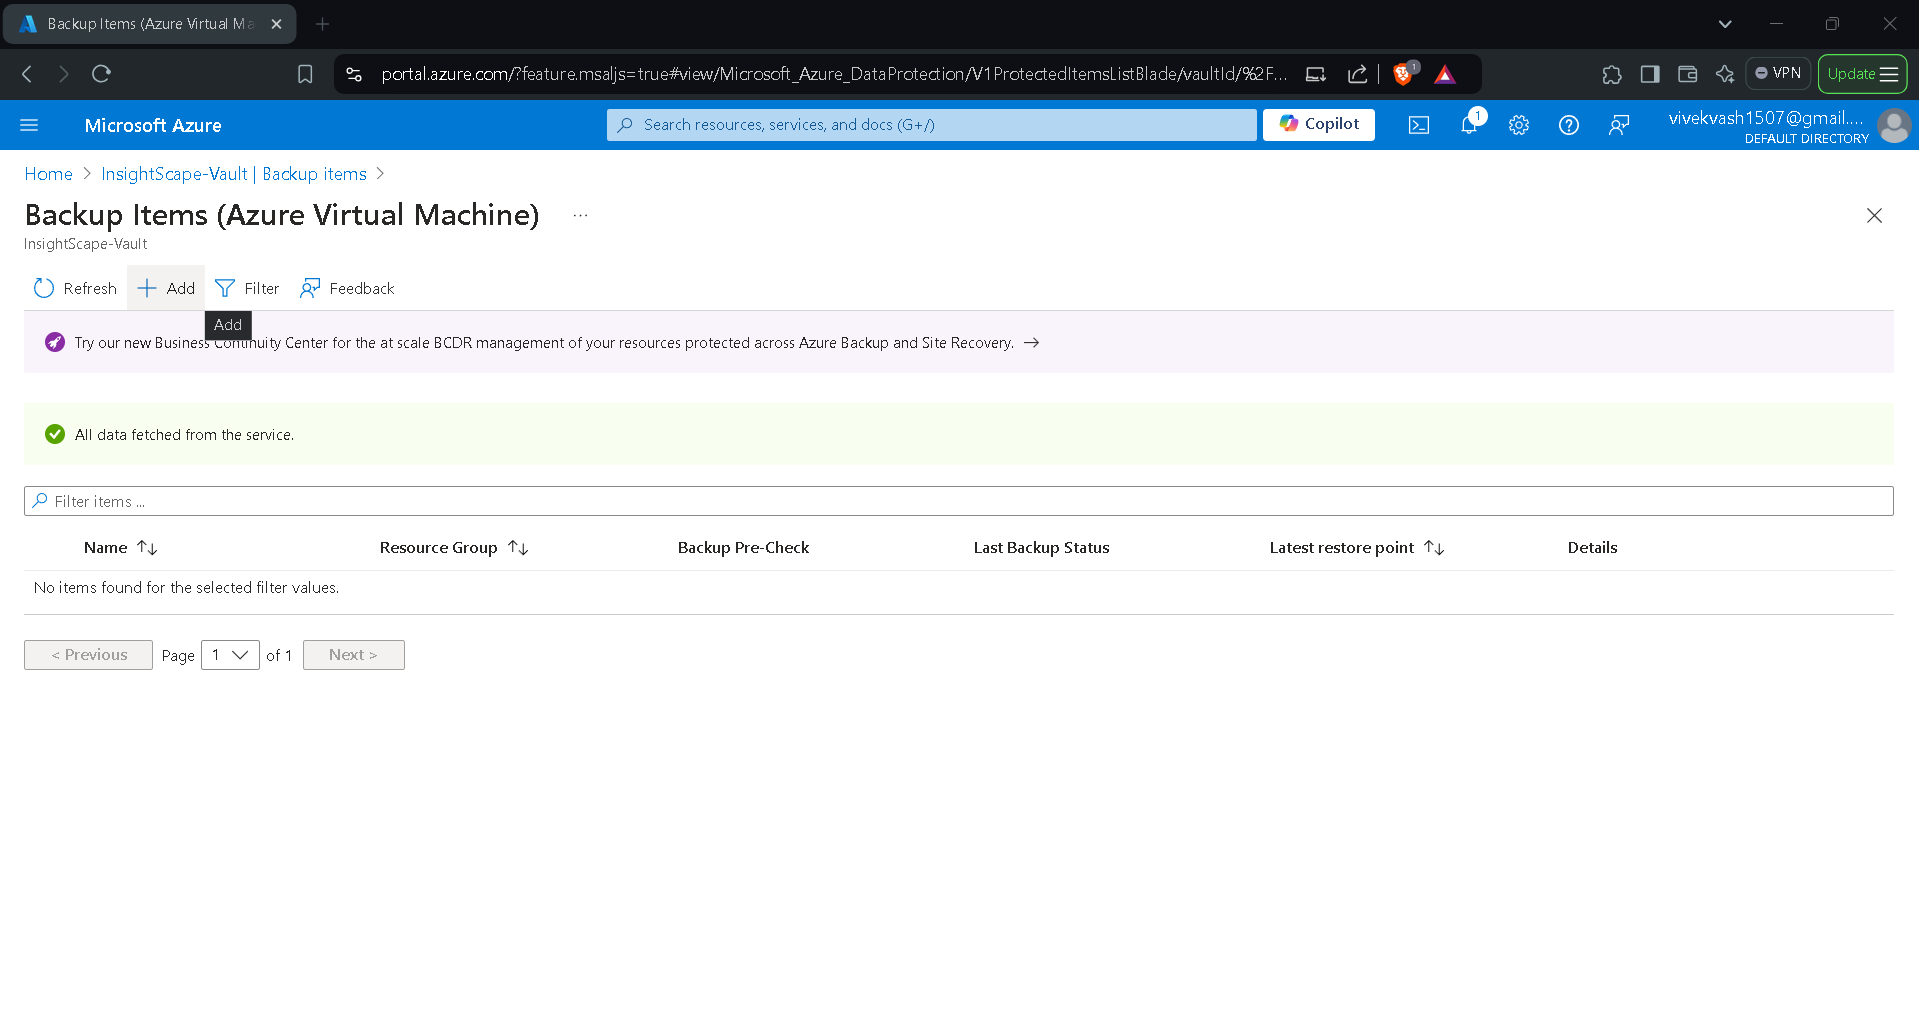 Backup Items (Azure Virtual Ma
portal.azure.com/?feature.msaljs=true#view/Microsoft_Azure_DataProtection/V1ProtectedItemsListBlade/vaultId/%2F...
1
VPN
Update
Microsoft Azure
Search resources, services, and docs (G+/)
Copilot
1
vivekvash1507@gmail....
DEFAULT DIRECTORY
Home > InsightScape-Vault | Backup items >
Backup Items (Azure Virtual Machine) ...
InsightScape-Vault
Refresh
Add
Filter
Feedback
Add
Try our new Business Continuity Center for the at scale BCDR management of your resources protected across Azure Backup and Site Recovery. →
All data fetched from the service.
Filter items ...
Name ↑↓ Resource Group ↑↓ Backup Pre-Check Last Backup Status Latest restore point ↑↓ Details
No items found for the selected filter values.
< Previous Page 1 of 1 Next >